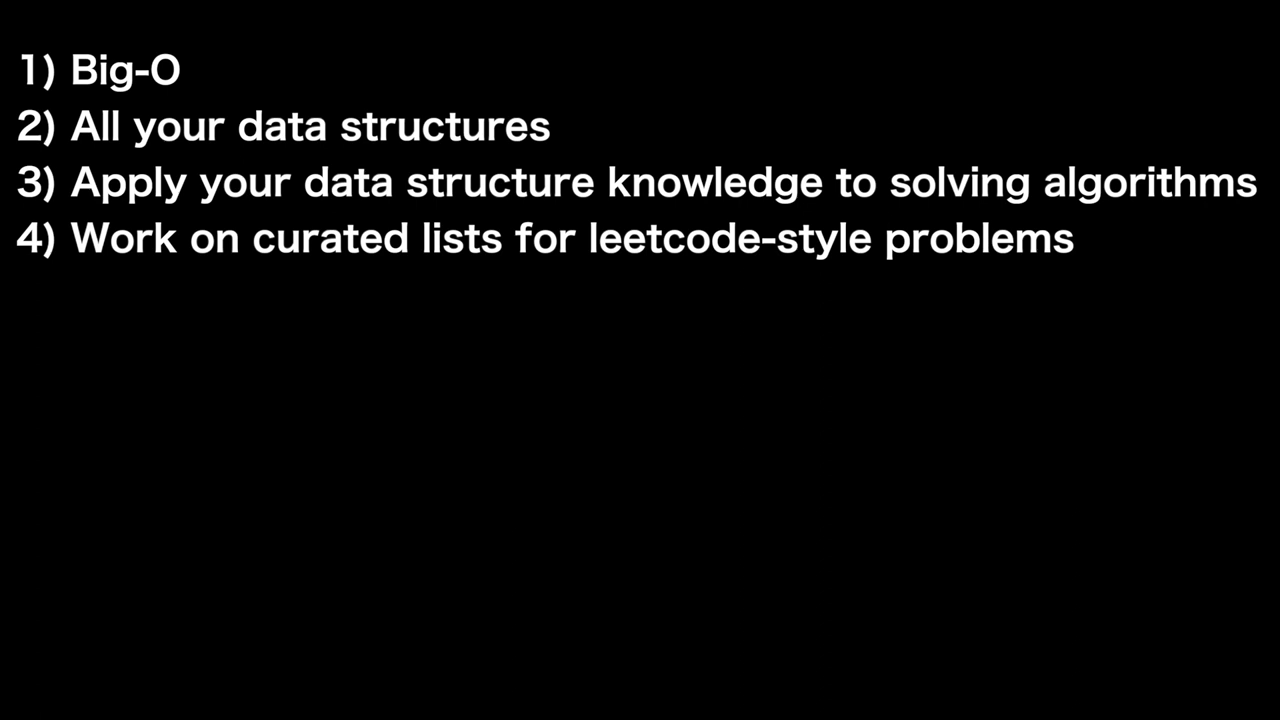 1) Big-O
2) All your data structures
3) Apply your data structure knowledge to solving algorithms
4) Work on curated lists for leetcode-style problems